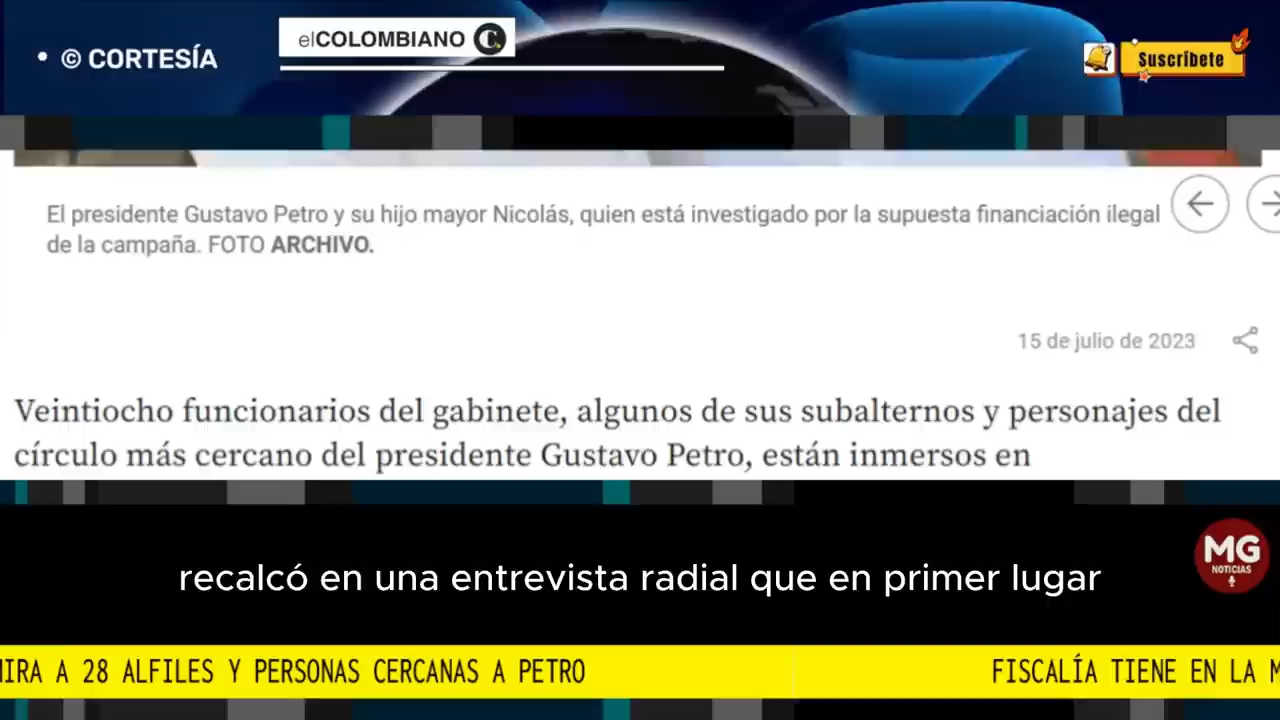 • © CORTESÍA
elCOLOMBIANO C.
Suscríbete
El presidente Gustavo Petro y su hijo mayor Nicolás, quien está investigado por la supuesta financiación ilegal
de la campaña. FOTO ARCHIVO.
15 de julio de 2023
Veintiocho funcionarios del gabinete, algunos de sus subalternos y personajes del
círculo más cercano del presidente Gustavo Petro, están inmersos en
recalcó en una entrevista radial que en primer lugar
MG
NOTICIAS
MIRA A 28 ALFILES Y PERSONAS CERCANAS A PETRO FISCALÍA TIENE EN LA M